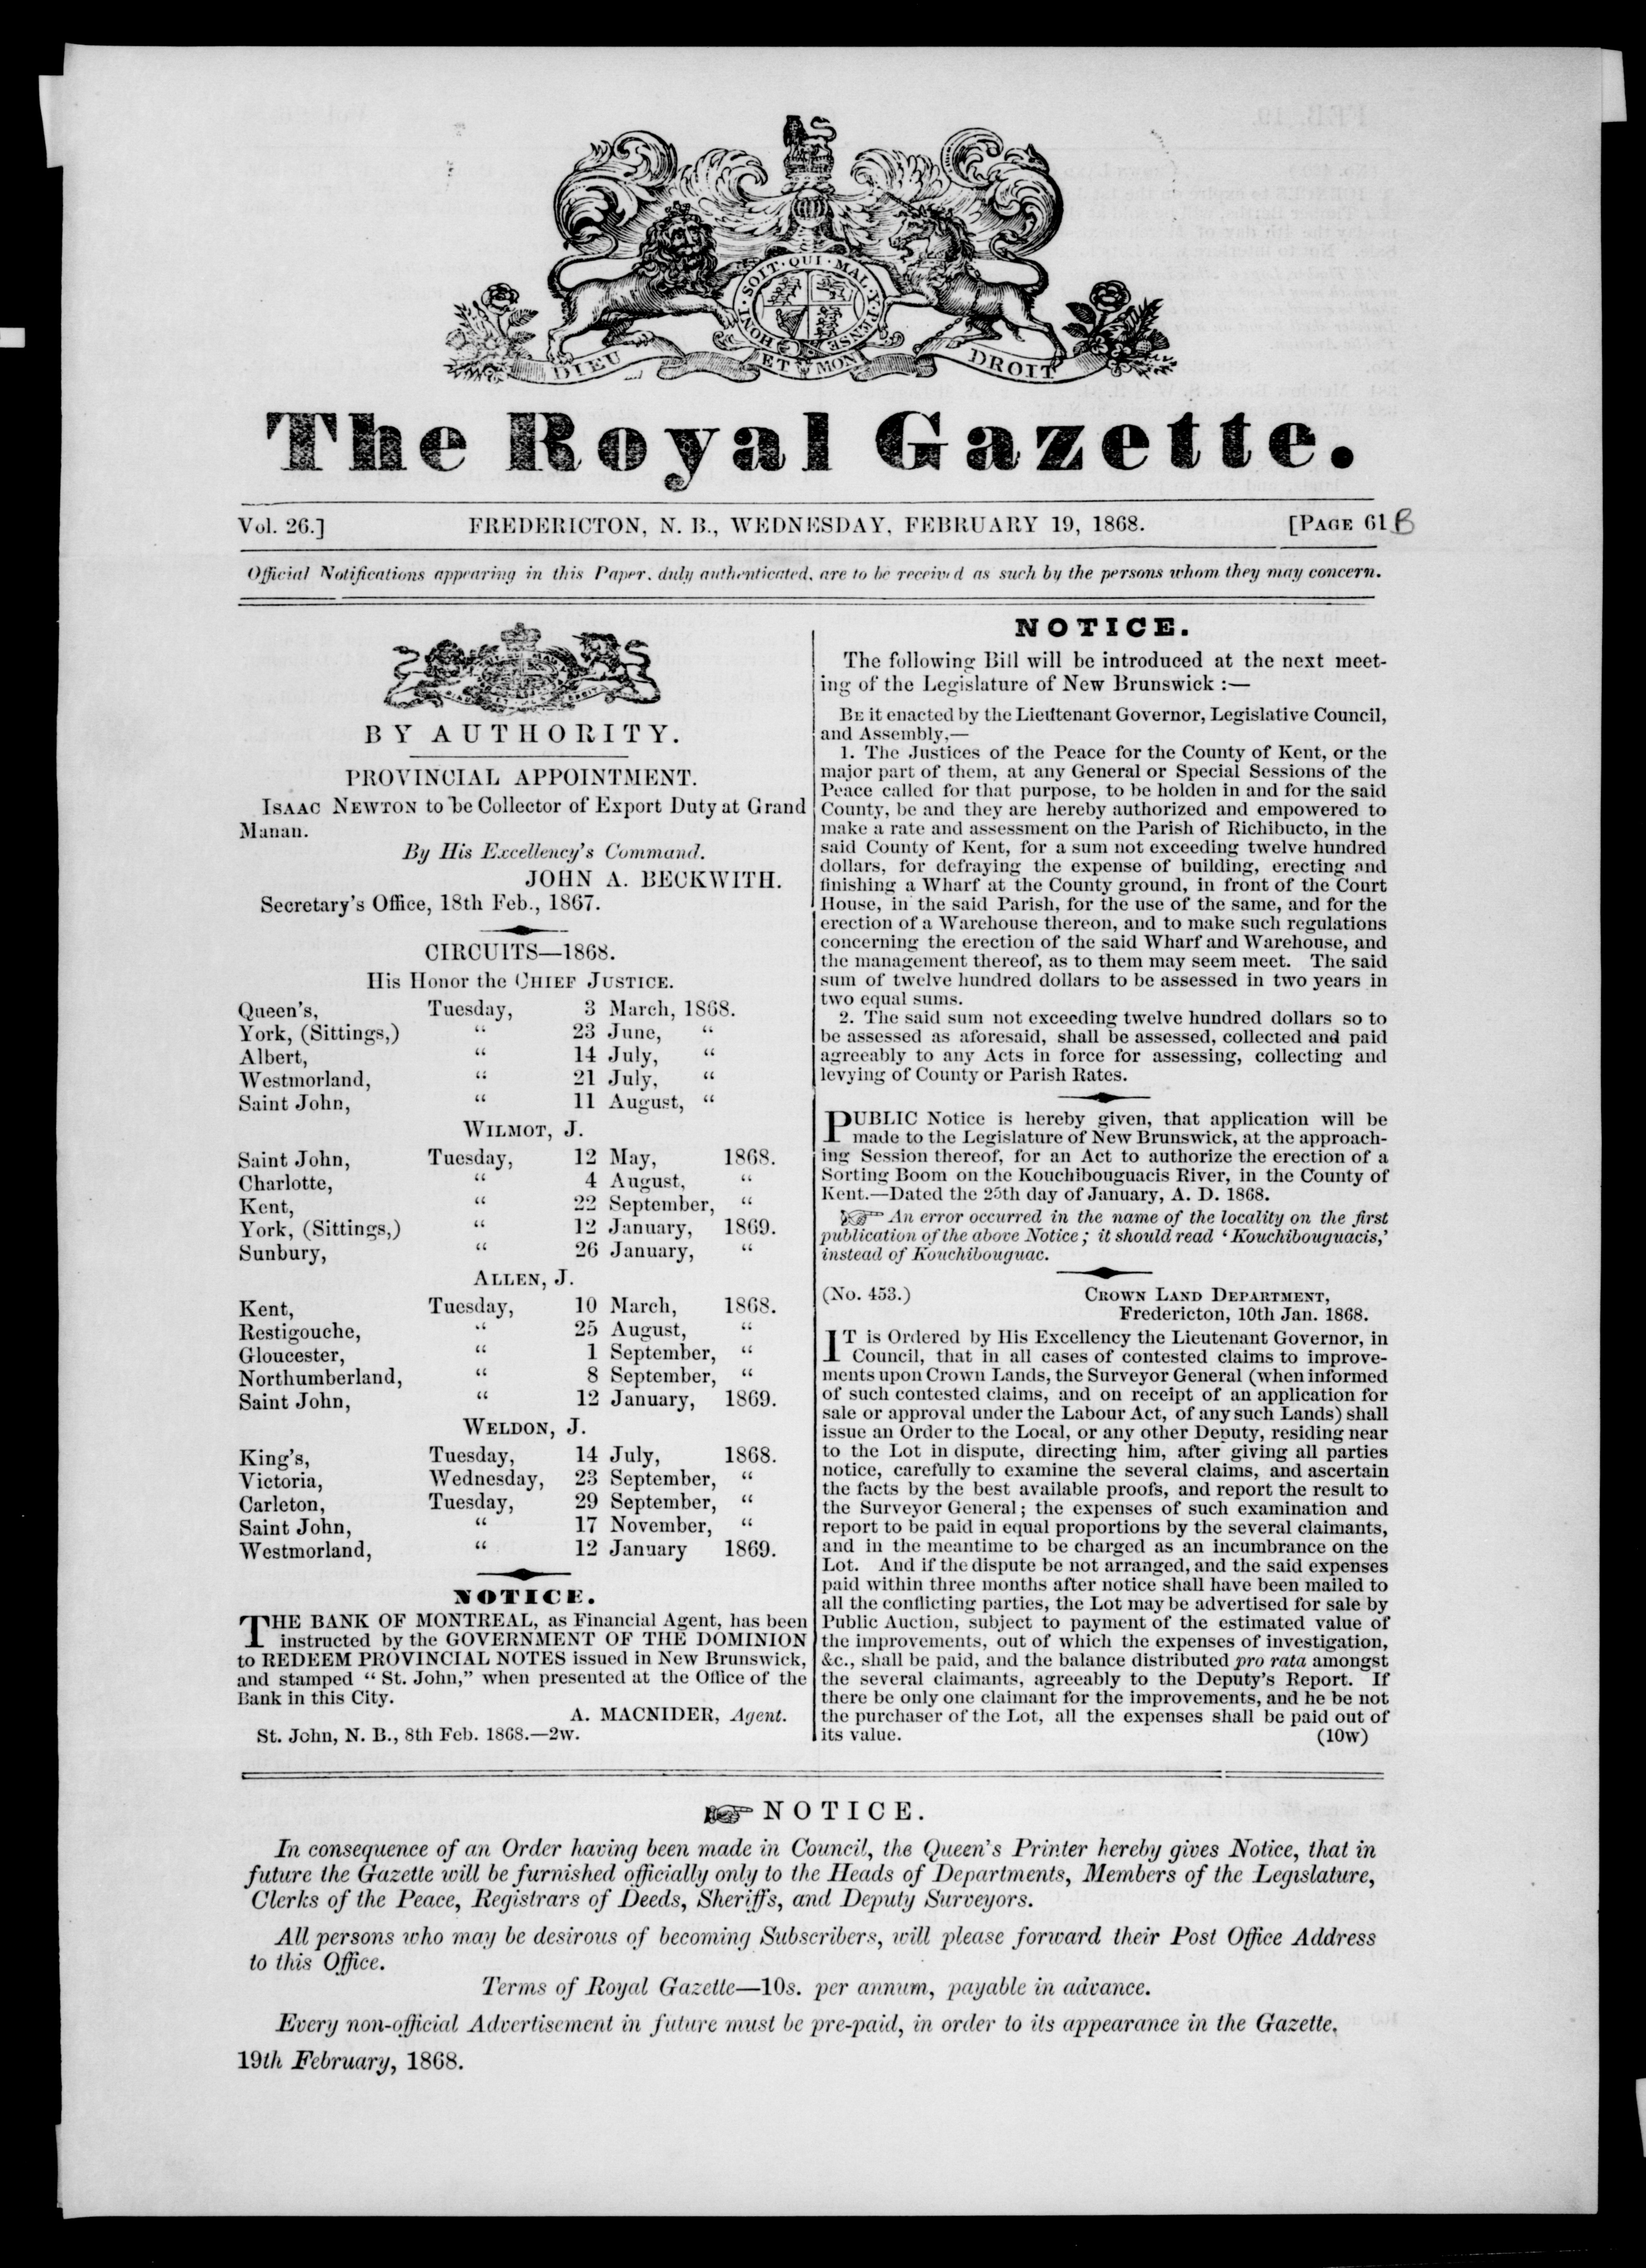 HONI · SOIT · QUI · MAL · Y · PENSE
DIEU ET MON DROIT
The Royal Gazette.
Vol. 26.] FREDERICTON, N. B., WEDNESDAY, FEBRUARY 19, 1868. [PAGE 61 B
Official Notifications appearing in this Paper, duly authenticated, are to be received as such by the persons whom they may concern.
BY AUTHORITY.
PROVINCIAL APPOINTMENT.
ISAAC NEWTON to be Collector of Export Duty at Grand
Manan.
By His Excellency's Command.
JOHN A. BECKWITH.
Secretary's Office, 18th Feb., 1867.
CIRCUITS—1868.
His Honor the CHIEF JUSTICE.
Queen's, Tuesday, 3 March, 1868.
York, (Sittings,) “ 23 June, “
Albert, “ 14 July, “
Westmorland, “ 21 July, “
Saint John, “ 11 August, “
WILMOT, J.
Saint John, Tuesday, 12 May, 1868.
Charlotte, “ 4 August, “
Kent, “ 22 September, “
York, (Sittings,) “ 12 January, 1869.
Sunbury, “ 26 January, “
ALLEN, J.
Kent, Tuesday, 10 March, 1868.
Restigouche, “ 25 August, “
Gloucester, “ 1 September, “
Northumberland, “ 8 September, “
Saint John, “ 12 January, 1869.
WELDON, J.
King's, Tuesday, 14 July, 1868.
Victoria, Wednesday, 23 September, “
Carleton, Tuesday, 29 September, “
Saint John, “ 17 November, “
Westmorland, “ 12 January 1869.
NOTICE.
THE BANK OF MONTREAL, as Financial Agent, has been
instructed by the GOVERNMENT OF THE DOMINION
to REDEEM PROVINCIAL NOTES issued in New Brunswick,
and stamped “ St. John,” when presented at the Office of the
Bank in this City.
A. MACNIDER, Agent.
St. John, N. B., 8th Feb. 1868.—2w.
NOTICE.
The following Bill will be introduced at the next meet-
ing of the Legislature of New Brunswick :—
BE it enacted by the Lieutenant Governor, Legislative Council,
and Assembly,—
1. The Justices of the Peace for the County of Kent, or the
major part of them, at any General or Special Sessions of the
Peace called for that purpose, to be holden in and for the said
County, be and they are hereby authorized and empowered to
make a rate and assessment on the Parish of Richibucto, in the
said County of Kent, for a sum not exceeding twelve hundred
dollars, for defraying the expense of building, erecting and
finishing a Wharf at the County ground, in front of the Court
House, in the said Parish, for the use of the same, and for the
erection of a Warehouse thereon, and to make such regulations
concerning the erection of the said Wharf and Warehouse, and
the management thereof, as to them may seem meet. The said
sum of twelve hundred dollars to be assessed in two years in
two equal sums.
2. The said sum not exceeding twelve hundred dollars so to
be assessed as aforesaid, shall be assessed, collected and paid
agreeably to any Acts in force for assessing, collecting and
levying of County or Parish Rates.
PUBLIC Notice is hereby given, that application will be
made to the Legislature of New Brunswick, at the approach-
ing Session thereof, for an Act to authorize the erection of a
Sorting Boom on the Kouchibouguacis River, in the County of
Kent.—Dated the 25th day of January, A. D. 1868.
☞ An error occurred in the name of the locality on the first
publication of the above Notice ; it should read ‘ Kouchibouguacis,’
instead of Kouchibouguac.
(No. 453.) CROWN LAND DEPARTMENT,
Fredericton, 10th Jan. 1868.
IT is Ordered by His Excellency the Lieutenant Governor, in
Council, that in all cases of contested claims to improve-
ments upon Crown Lands, the Surveyor General (when informed
of such contested claims, and on receipt of an application for
sale or approval under the Labour Act, of any such Lands) shall
issue an Order to the Local, or any other Deputy, residing near
to the Lot in dispute, directing him, after giving all parties
notice, carefully to examine the several claims, and ascertain
the facts by the best available proofs, and report the result to
the Surveyor General ; the expenses of such examination and
report to be paid in equal proportions by the several claimants,
and in the meantime to be charged as an incumbrance on the
Lot. And if the dispute be not arranged, and the said expenses
paid within three months after notice shall have been mailed to
all the conflicting parties, the Lot may be advertised for sale by
Public Auction, subject to payment of the estimated value of
the improvements, out of which the expenses of investigation,
&c., shall be paid, and the balance distributed pro rata amongst
the several claimants, agreeably to the Deputy's Report. If
there be only one claimant for the improvements, and he be not
the purchaser of the Lot, all the expenses shall be paid out of
its value. (10w)
☞ NOTICE.
In consequence of an Order having been made in Council, the Queen's Printer hereby gives Notice, that in
future the Gazette will be furnished officially only to the Heads of Departments, Members of the Legislature,
Clerks of the Peace, Registrars of Deeds, Sheriffs, and Deputy Surveyors.
All persons who may be desirous of becoming Subscribers, will please forward their Post Office Address
to this Office.
Terms of Royal Gazette—10s. per annum, payable in advance.
Every non-official Advertisement in future must be pre-paid, in order to its appearance in the Gazette.
19th February, 1868.